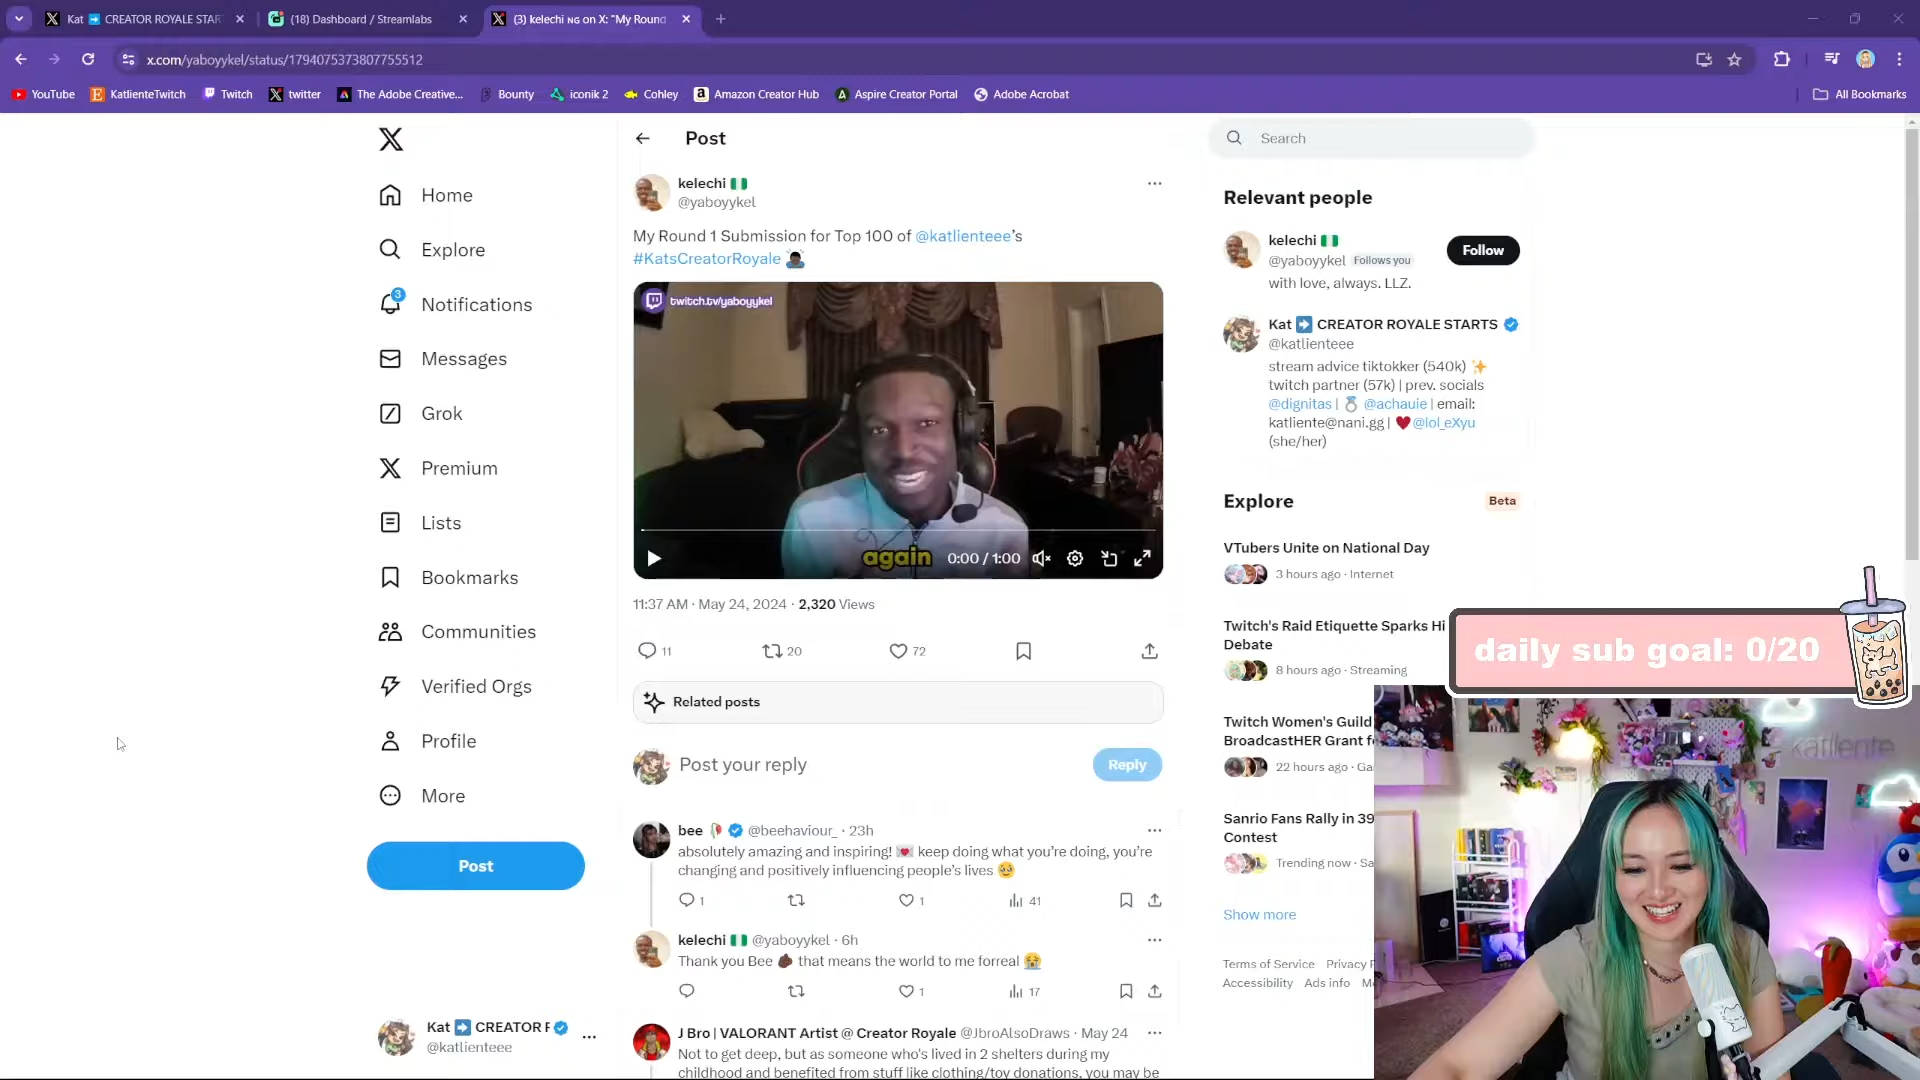 Kat ➡️ CREATOR ROYALE STAR
(18) Dashboard / Streamlabs
(3) kelechi NG on X: "My Round
x.com/yaboyykel/status/1794075373807755512
YouTube
KatlienteTwitch
Twitch
twitter
The Adobe Creative...
Bounty
iconik 2
Cohley
Amazon Creator Hub
Aspire Creator Portal
Adobe Acrobat
All Bookmarks
Home
Explore
3
Notifications
Messages
Grok
Premium
Lists
Bookmarks
Communities
Verified Orgs
Profile
More
Post
Kat ➡️ CREATOR
@katlienteee
Post
kelechi 🇳🇬
@yaboyykel
My Round 1 Submission for Top 100 of @katlienteee's
#KatsCreatorRoyale 🙇🏿‍♂️
twitch.tv/yaboyykel
again
0:00 / 1:00
11:37 AM · May 24, 2024 · 2,320 Views
11
20
72
Related posts
Post your reply
Reply
bee @beehaviour_ · 23h
absolutely amazing and inspiring! 💌 keep doing what you're doing, you're
changing and positively influencing people's lives 🥹
1
1
41
kelechi 🇳🇬 @yaboyykel · 6h
Thank you Bee that means the world to me forreal 😭
1
17
J Bro | VALORANT Artist @ Creator Royale @JbroAlsoDraws · May 24
Not to get deep, but as someone who's lived in 2 shelters during my
childhood and benefited from stuff like clothing/toy donations, you may be
Search
Relevant people
kelechi 🇳🇬
@yaboyykel Follows you
Follow
with love, always. LLZ.
Kat ➡️ CREATOR ROYALE STARTS
@katlienteee
stream advice tiktokker (540k) ✨
twitch partner (57k) | prev. socials
@dignitas | 💍 @achauie | email:
katliente@nani.gg | ♥️@lol_eXyu
(she/her)
Explore
Beta
VTubers Unite on National Day
3 hours ago · Internet
Twitch's Raid Etiquette Sparks
Debate
8 hours ago · Streaming
Twitch Women's Guild
BroadcastHER Grant
22 hours ago
Sanrio Fans Rally in 39
Contest
Trending now
Show more
Terms of Service
Accessibility Ads info
daily sub goal: 0/20
katliente